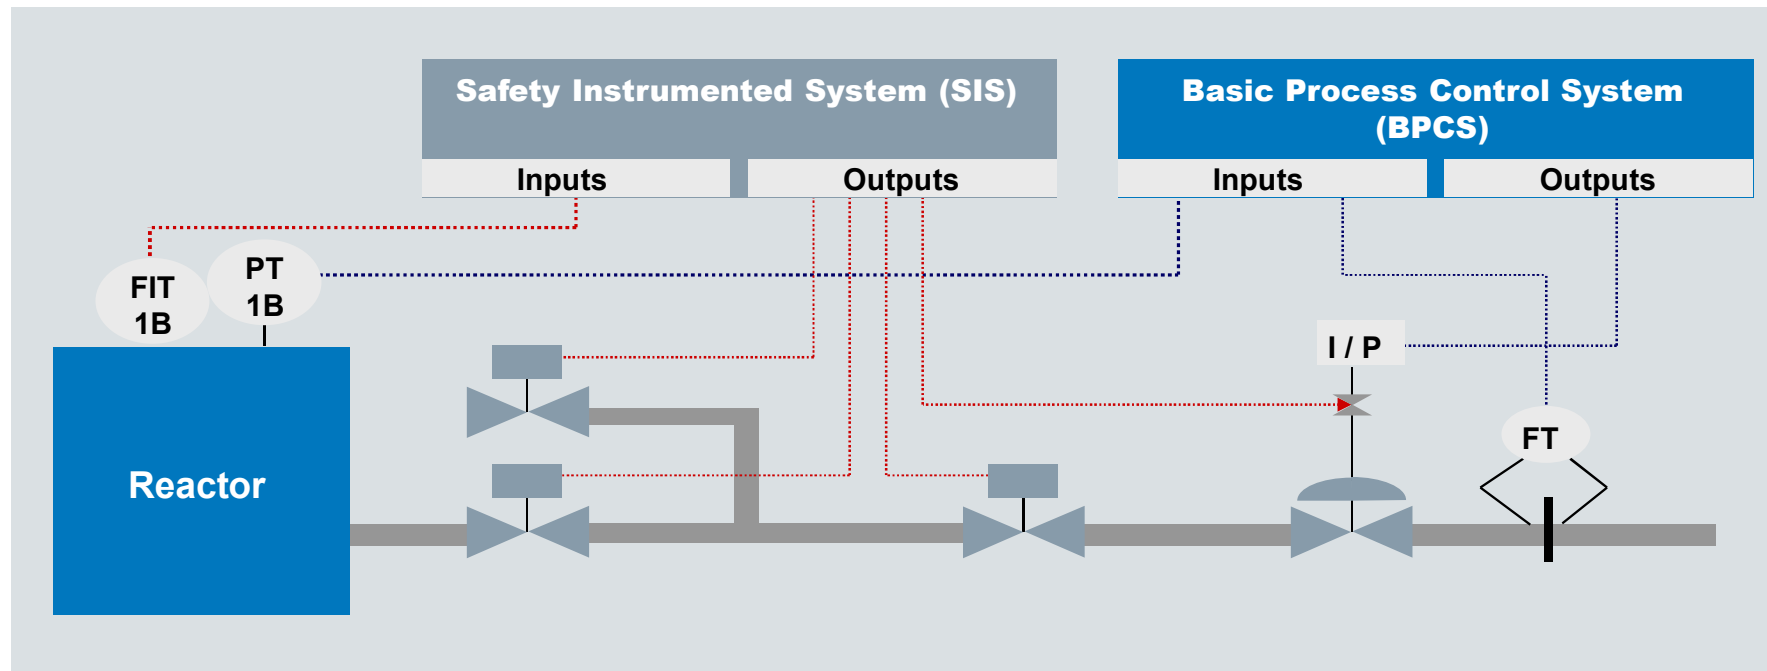 Safety Instrumented System (SIS)
Inputs
Outputs
Basic Process Control System
(BPCS)
Inputs
Outputs
FIT
1B
PT
1B
I / P
FT
Reactor